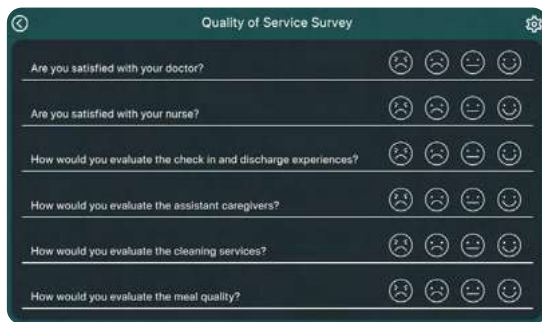 Quality of Service Survey
Are you satisfied with your doctor?
Are you satisfied with your nurse?
How would you evaluate the check in and discharge experiences?
How would you evaluate the assistant caregivers?
How would you evaluate the cleaning services?
How would you evaluate the meal quality?